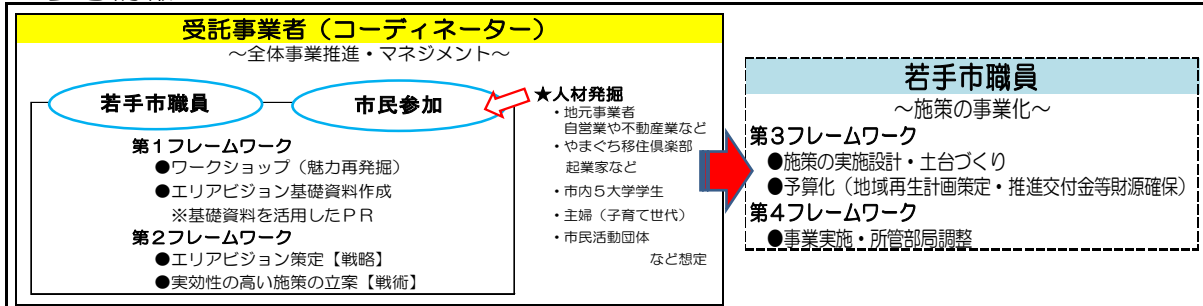 受託事業者（コーディネーター）
～全体事業推進・マネジメント～
若手市職員
市民参加
第１フレームワーク
●ワークショップ（魅力再発掘）
●エリアビジョン基礎資料作成
※基礎資料を活用したＰＲ
第２フレームワーク
●エリアビジョン策定【戦略】
●実効性の高い施策の立案【戦術】
★人材発掘
・地元事業者
自営業や不動産業など
・やまぐち移住倶楽部
起業家など
・市内５大学学生
・主婦（子育て世代）
・市民活動団体
など想定
若手市職員
～施策の事業化～
第３フレームワーク
●施策の実施設計・土台づくり
●予算化（地域再生計画策定・推進交付金等財源確保）
第４フレームワーク
●事業実施・所管部局調整